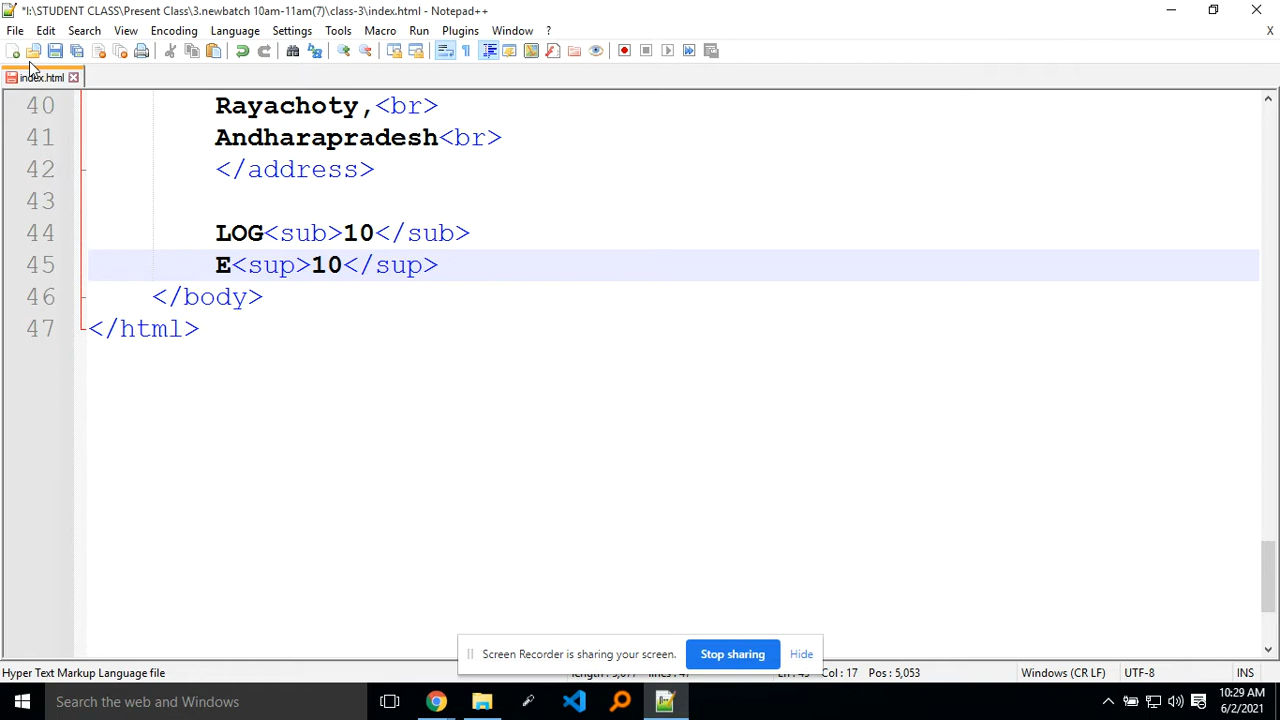 *I:\STUDENT CLASS\Present Class\3.newbatch 10am-11am(7)\class-3\index.html - Notepad++
File Edit Search View Encoding Language Settings Tools Macro Run Plugins Window ? X
index.html
40 Rayachoty,<br>
41 Andharapradesh<br>
42 </address>
43
44 LOG<sub>10</sub>
45 E<sup>10</sup>
46 </body>
47 </html>
Screen Recorder is sharing your screen. Stop sharing Hide
Hyper Text Markup Language file Col : 17 Pos : 5,053 Windows (CR LF) UTF-8 INS
Search the web and Windows
10:29 AM
6/2/2021